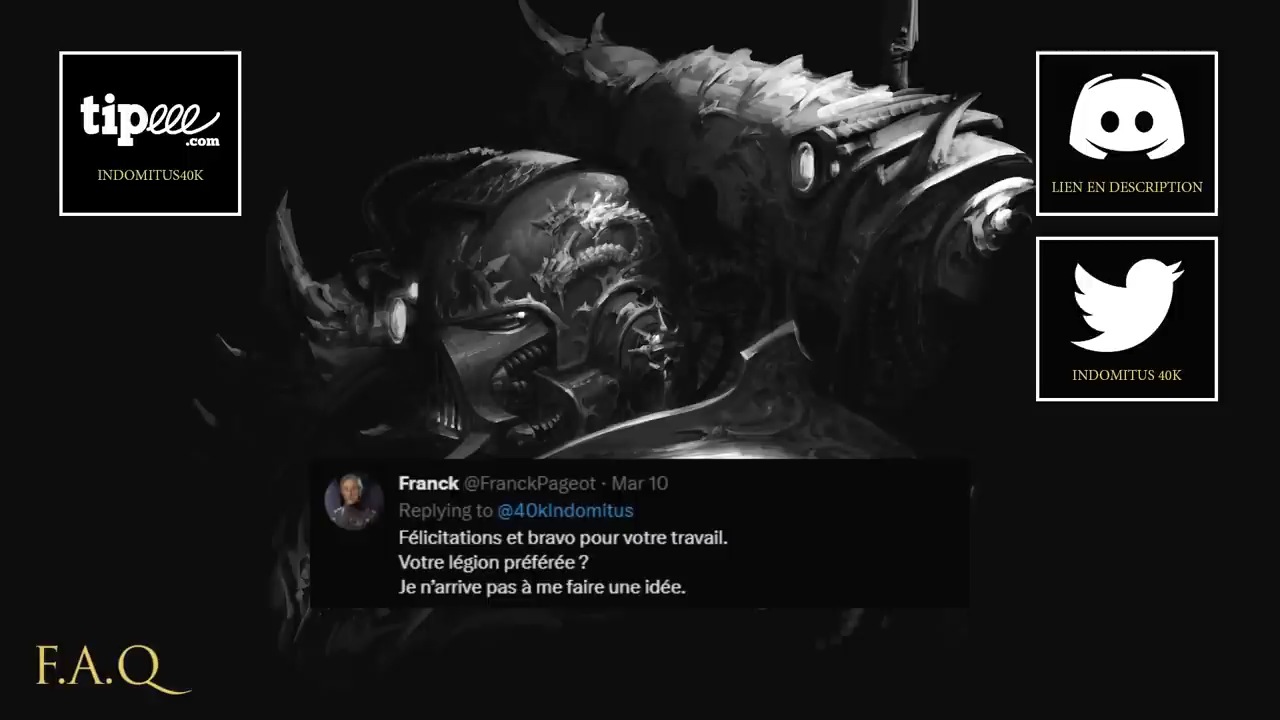 tipeee
.com
INDOMITUS40K
LIEN EN DESCRIPTION
INDOMITUS 40K
Franck @FranckPageot · Mar 10
Replying to @40kIndomitus
Félicitations et bravo pour votre travail.
Votre légion préférée ?
Je n'arrive pas à me faire une idée.
F.A.Q